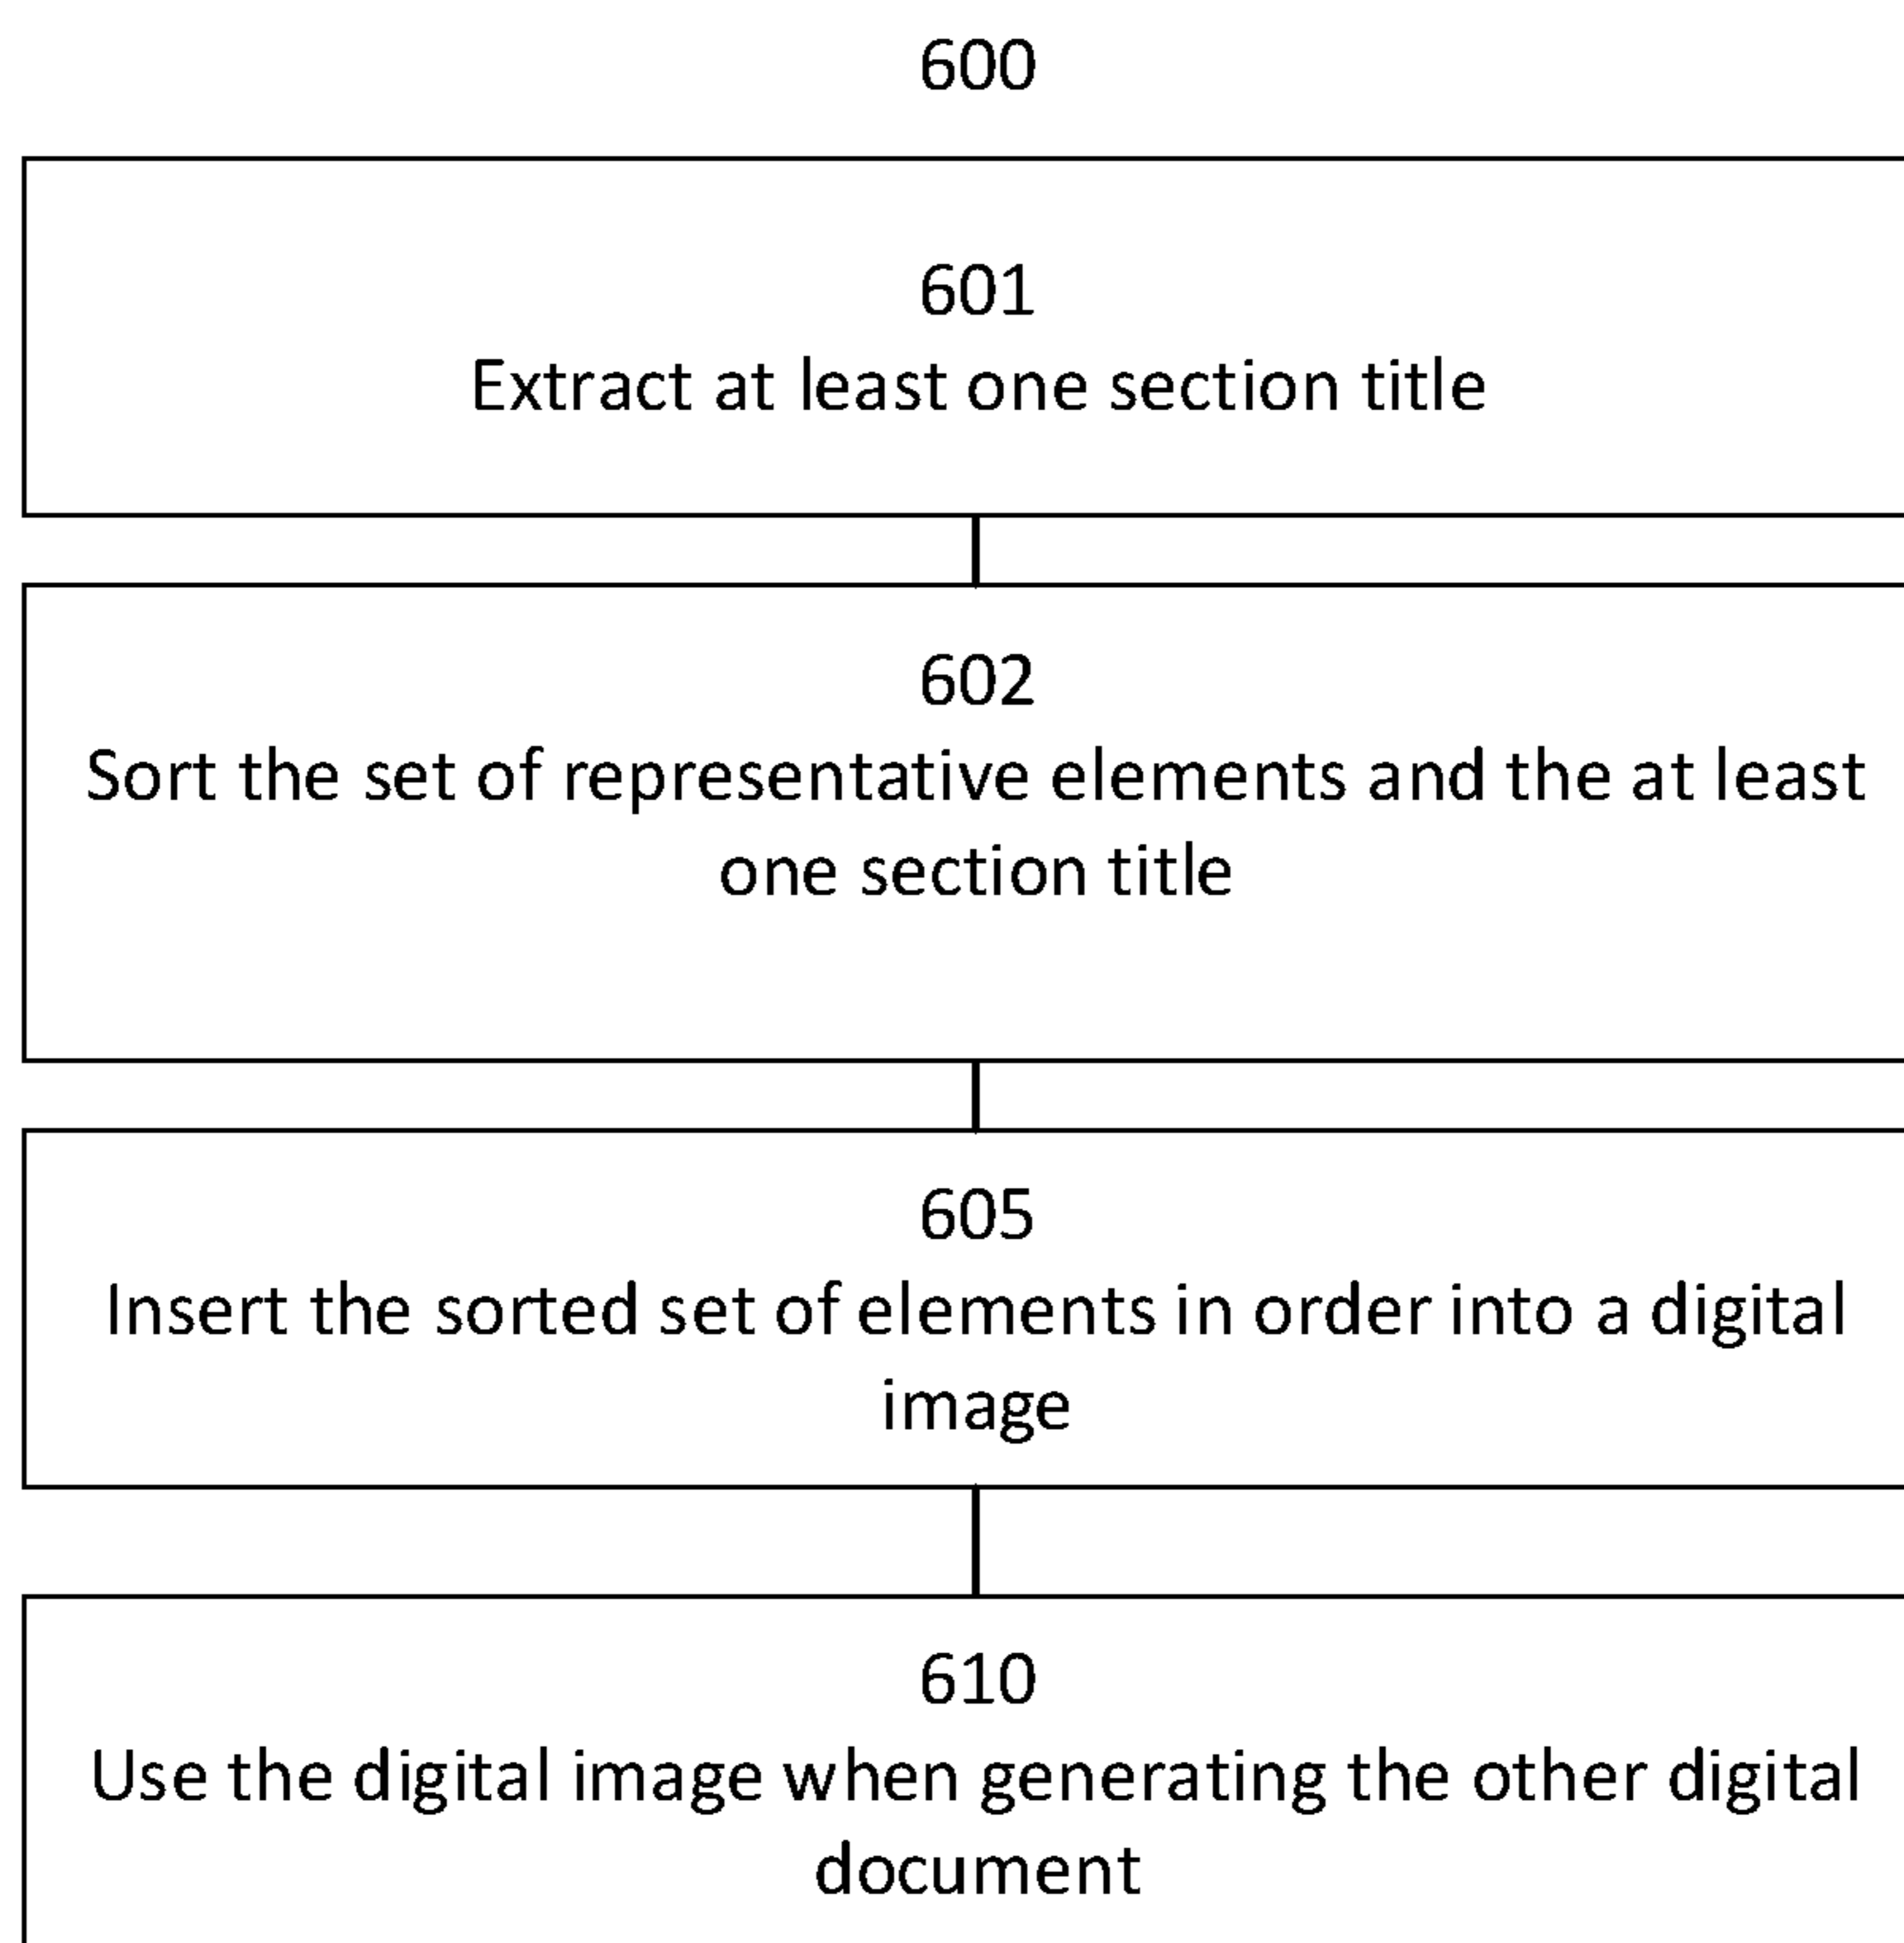 600
601
Extract at least one section title
602
Sort the set of representative elements and the at least
one section title
605
Insert the sorted set of elements in order into a digital
image
610
Use the digital image when generating the other digital
document